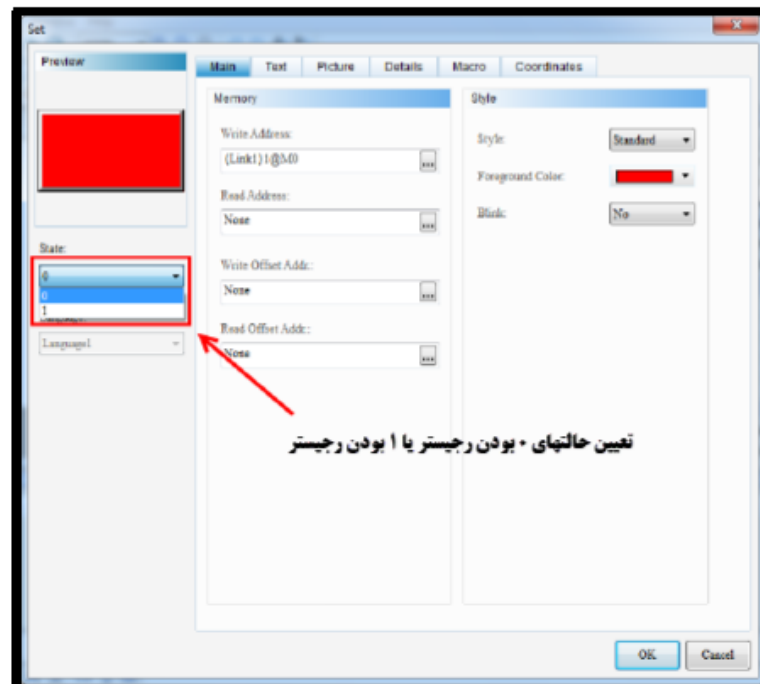 Set
Preview
Main Text Picture Details Macro Coordinates
Memory
Style
Write Address:
{Link1}1@M0
Style:
Standard
Foreground Color:
Read Address:
None
Blink:
No
State:
0
0
1
Write Offset Addr.:
None
Read Offset Addr.:
None
Language1
تعیین حالتهای ۰ بودن رجیستر یا ۱ بودن رجیستر
OK
Cancel